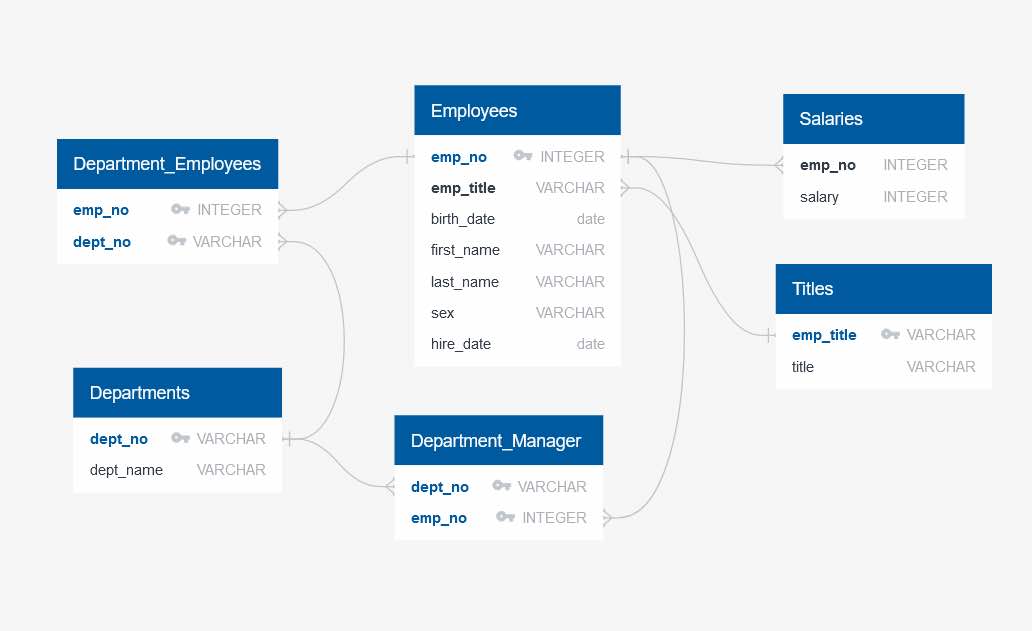 Department_Employees
emp_no INTEGER
dept_no VARCHAR
Employees
emp_no INTEGER
emp_title VARCHAR
birth_date date
first_name VARCHAR
last_name VARCHAR
sex VARCHAR
hire_date date
Salaries
emp_no INTEGER
salary INTEGER
Titles
emp_title VARCHAR
title VARCHAR
Departments
dept_no VARCHAR
dept_name VARCHAR
Department_Manager
dept_no VARCHAR
emp_no INTEGER